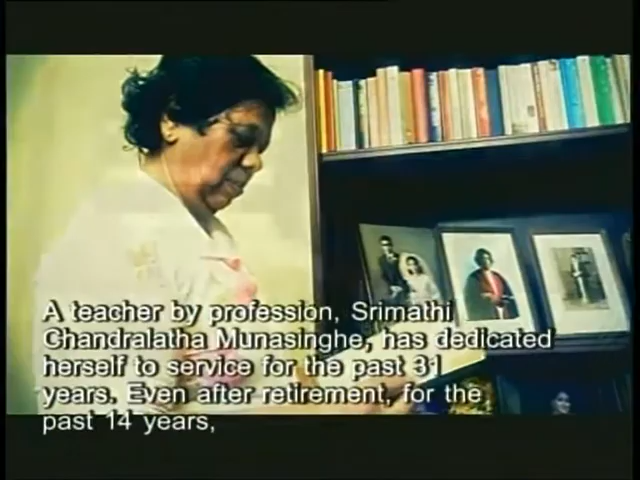 A teacher by profession, Srimathi
Chandralatha Munasinghe, has dedicated
herself to service for the past 31
years. Even after retirement, for the
past 14 years,